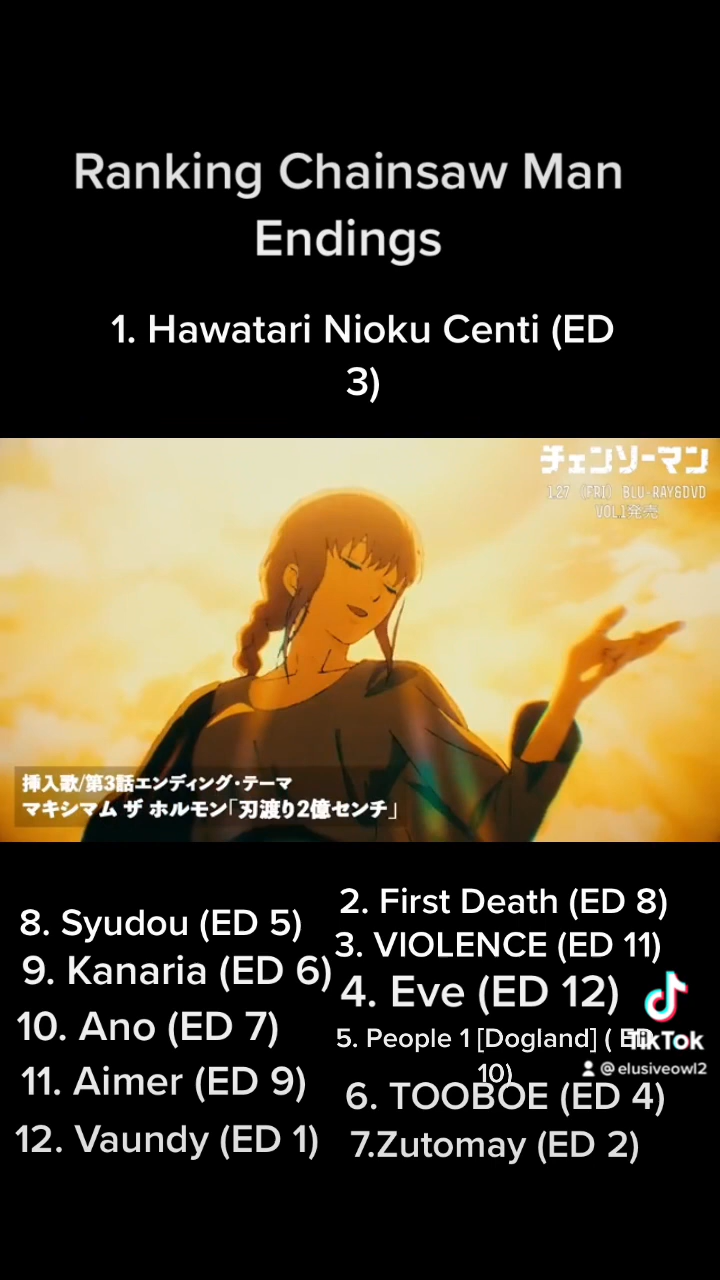 Ranking Chainsaw Man
Endings
1. Hawatari Nioku Centi (ED
3)
チェンソーマン
1.27 (FRI) BLU-RAY&DVD
VOL.1発売
挿入歌/第3話エンディング・テーマ
マキシマム ザ ホルモン「刃渡り2億センチ」
8. Syudou (ED 5)
9. Kanaria (ED 6)
10. Ano (ED 7)
11. Aimer (ED 9)
12. Vaundy (ED 1)
2. First Death (ED 8)
3. VIOLENCE (ED 11)
4. Eve (ED 12)
5. People 1 [Dogland] ( ED
10)
6. TOOBOE (ED 4)
7.Zutomay (ED 2)
TikTok
@elusiveowl2